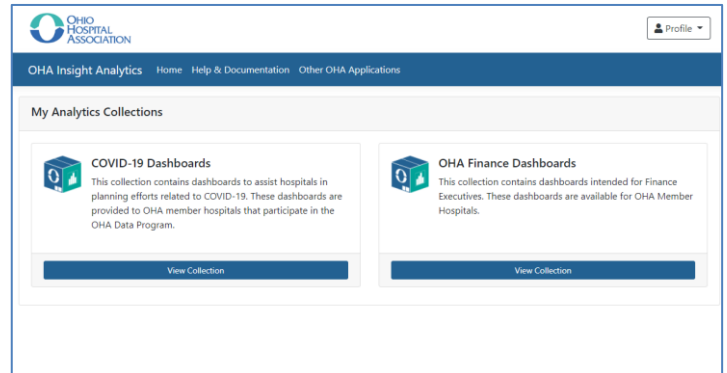 OHIO
HOSPITAL
ASSOCIATION
Profile
OHA Insight Analytics Home Help & Documentation Other OHA Applications
My Analytics Collections
COVID-19 Dashboards
This collection contains dashboards to assist hospitals in
planning efforts related to COVID-19. These dashboards are
provided to OHA member hospitals that participate in the
OHA Data Program.
View Collection
OHA Finance Dashboards
This collection contains dashboards intended for Finance
Executives. These dashboards are available for OHA Member
Hospitals.
View Collection